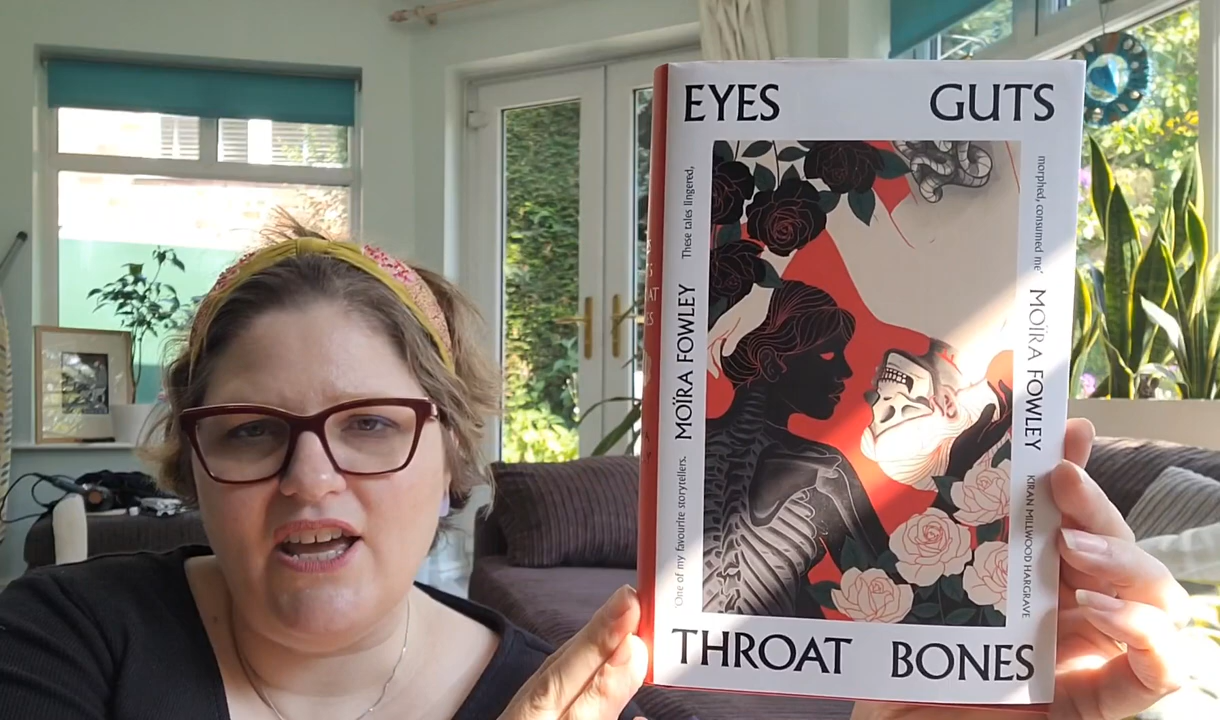 EYES GUTS
'One of my favourite storytellers. MOÏRA FOWLEY These tales lingered,
morphed, consumed me' MOÏRA FOWLEY KIRAN MILLWOOD HARGRAVE
THROAT BONES